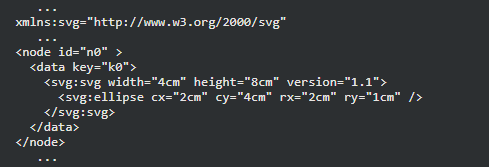 ...
xmlns:svg="http://www.w3.org/2000/svg"
...
<node id="n0" >
<data key="k0">
<svg:svg width="4cm" height="8cm" version="1.1">
<svg:ellipse cx="2cm" cy="4cm" rx="2cm" ry="1cm" />
</svg:svg>
</data>
</node>
...